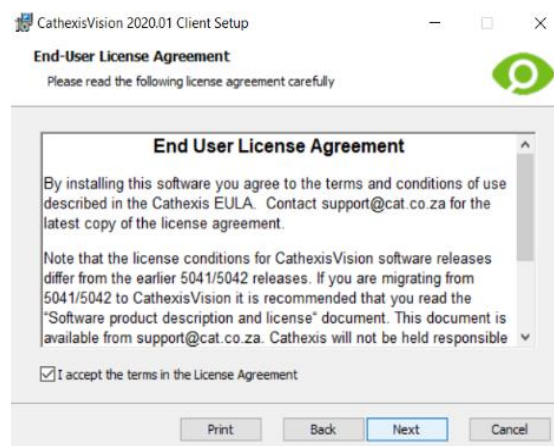 CathexisVision 2020.01 Client Setup
End-User License Agreement
Please read the following license agreement carefully
End User License Agreement
By installing this software you agree to the terms and conditions of use
described in the Cathexis EULA. Contact support@cat.co.za for the
latest copy of the license agreement.
Note that the license conditions for CathexisVision software releases
differ from the earlier 5041/5042 releases. If you are migrating from
5041/5042 to CathexisVision it is recommended that you read the
"Software product description and license" document. This document is
available from support@cat.co.za. Cathexis will not be held responsible
I accept the terms in the License Agreement
Print Back Next Cancel